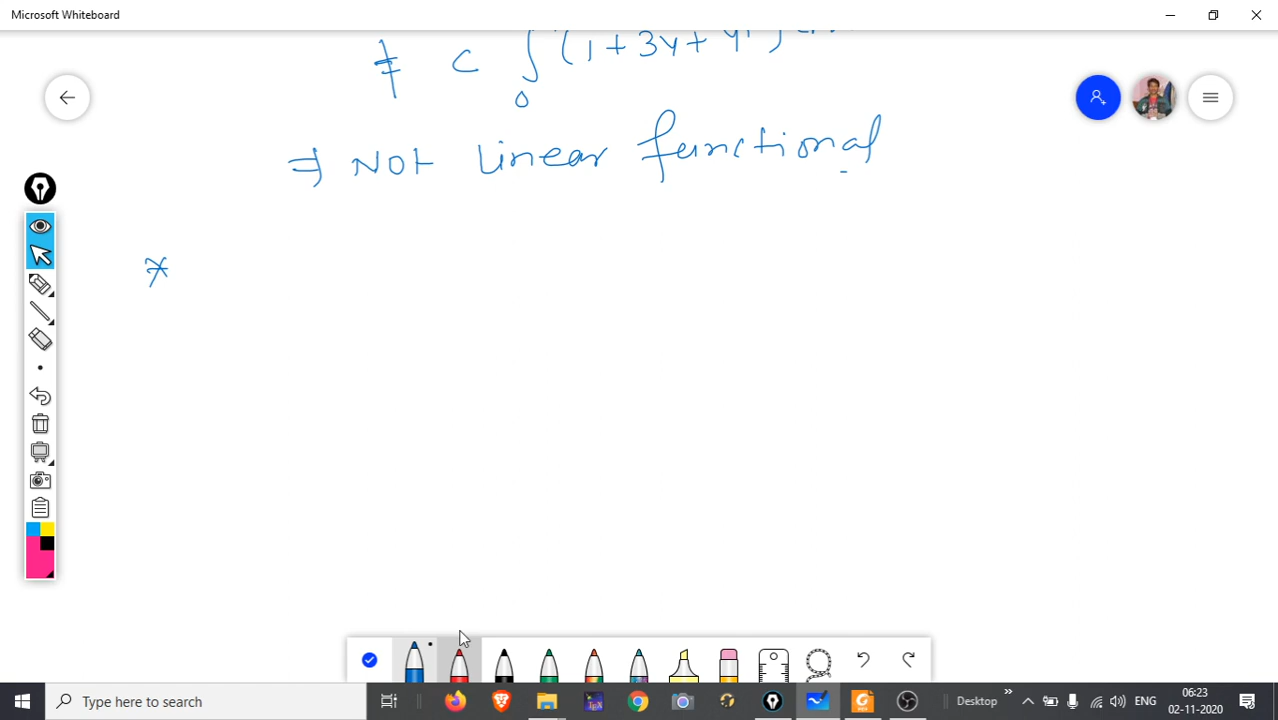 Microsoft Whiteboard
≠ c ∫ (1 + 3y + y
0
⇒ Not Linear functional
*
Type here to search
Desktop
ENG
06:23
02-11-2020